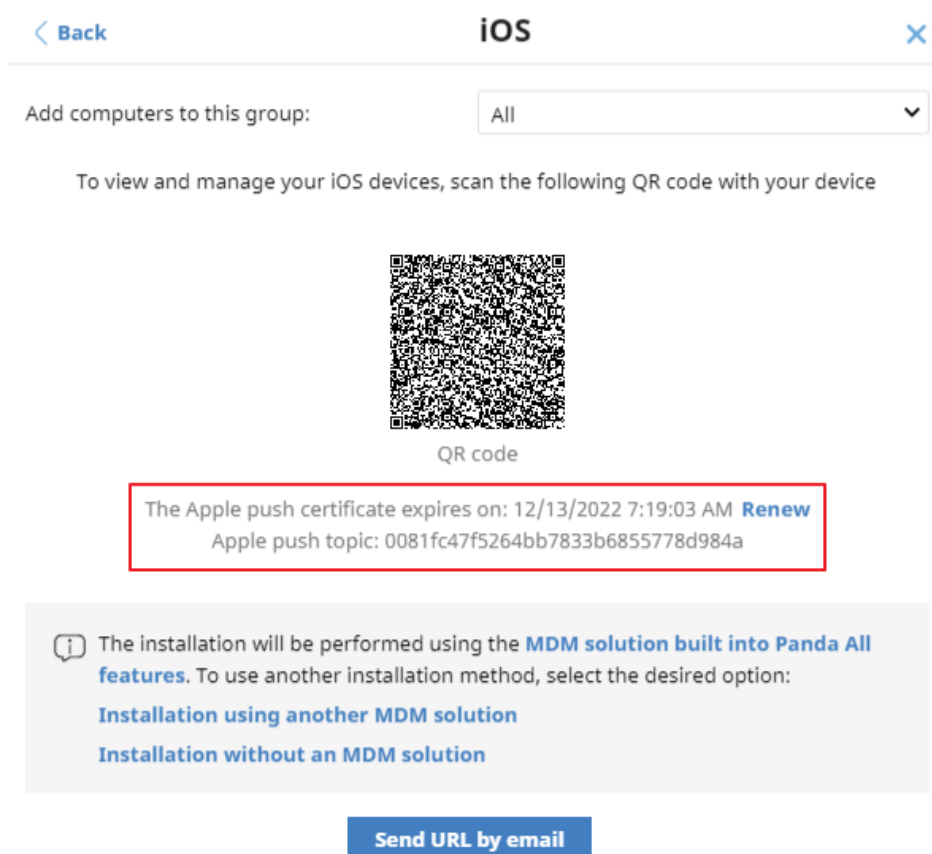 Back
iOS
Add computers to this group:
All
To view and manage your iOS devices, scan the following QR code with your device
QR code
The Apple push certificate expires on: 12/13/2022 7:19:03 AM Renew
Apple push topic: 0081fc47f5264bb7833b6855778d984a
The installation will be performed using the MDM solution built into Panda All
features. To use another installation method, select the desired option:
Installation using another MDM solution
Installation without an MDM solution
Send URL by email